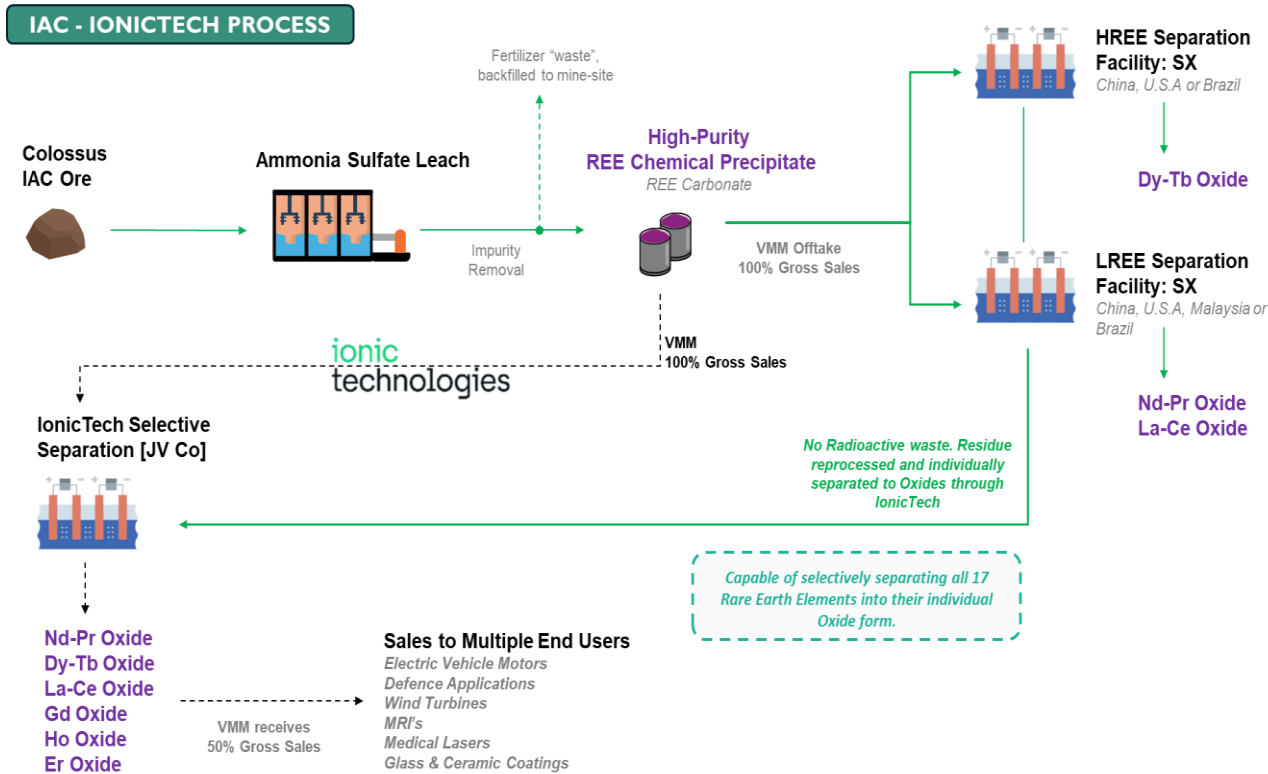 IAC - IONICTECH PROCESS
Fertilizer “waste”,
backfilled to mine-site
HREE Separation
Facility: SX
China, U.S.A or Brazil
Colossus
IAC Ore
Ammonia Sulfate Leach
High-Purity
REE Chemical Precipitate
REE Carbonate
Dy-Tb Oxide
Impurity
Removal
VMM Offtake
100% Gross Sales
LREE Separation
Facility: SX
China, U.S.A, Malaysia or
Brazil
ionic
technologies
VMM
100% Gross Sales
Nd-Pr Oxide
La-Ce Oxide
IonicTech Selective
Separation [JV Co]
No Radioactive waste. Residue
reprocessed and individually
separated to Oxides through
IonicTech
Capable of selectively separating all 17
Rare Earth Elements into their individual
Oxide form.
Nd-Pr Oxide
Dy-Tb Oxide
La-Ce Oxide
Gd Oxide
Ho Oxide
Er Oxide
VMM receives
50% Gross Sales
Sales to Multiple End Users
Electric Vehicle Motors
Defence Applications
Wind Turbines
MRI's
Medical Lasers
Glass & Ceramic Coatings